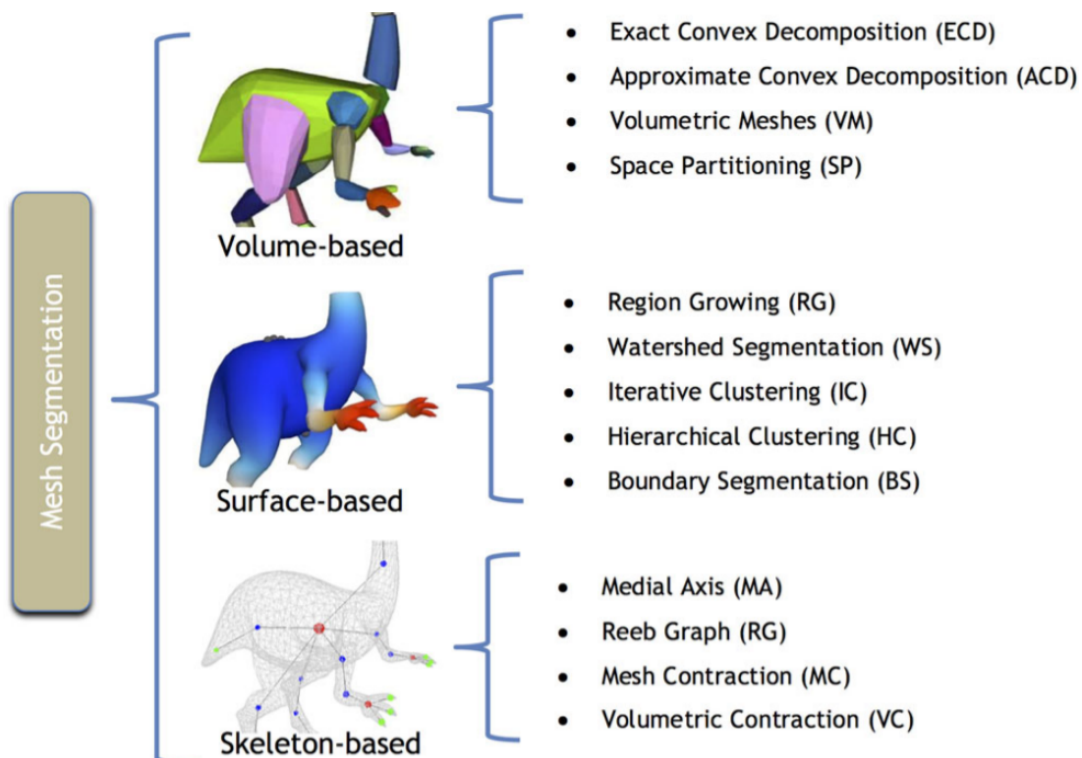 Mesh Segmentation
Volume-based
• Exact Convex Decomposition (ECD)
• Approximate Convex Decomposition (ACD)
• Volumetric Meshes (VM)
• Space Partitioning (SP)
Surface-based
• Region Growing (RG)
• Watershed Segmentation (WS)
• Iterative Clustering (IC)
• Hierarchical Clustering (HC)
• Boundary Segmentation (BS)
Skeleton-based
• Medial Axis (MA)
• Reeb Graph (RG)
• Mesh Contraction (MC)
• Volumetric Contraction (VC)